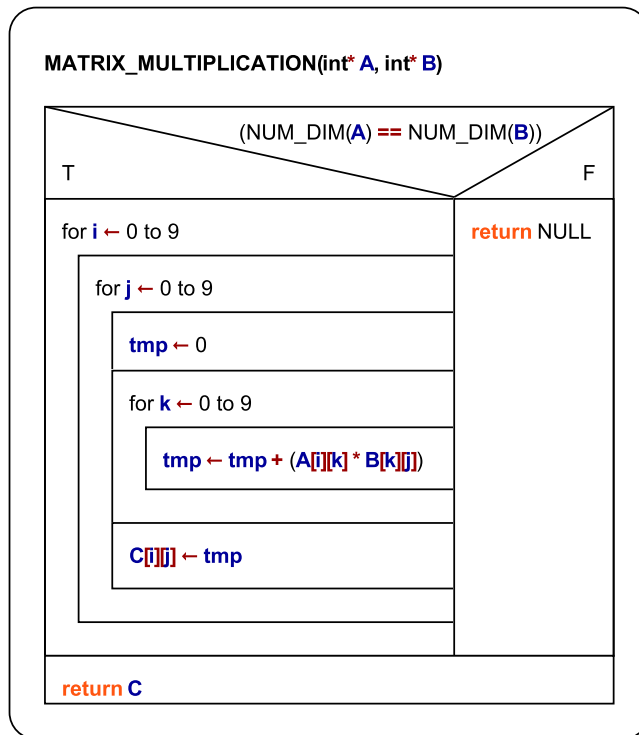 MATRIX_MULTIPLICATION(int* A, int* B)
(NUM_DIM(A) == NUM_DIM(B))
T
F
for i ← 0 to 9
return NULL
for j ← 0 to 9
tmp ← 0
for k ← 0 to 9
tmp ← tmp + (A[i][k] * B[k][j])
C[i][j] ← tmp
return C